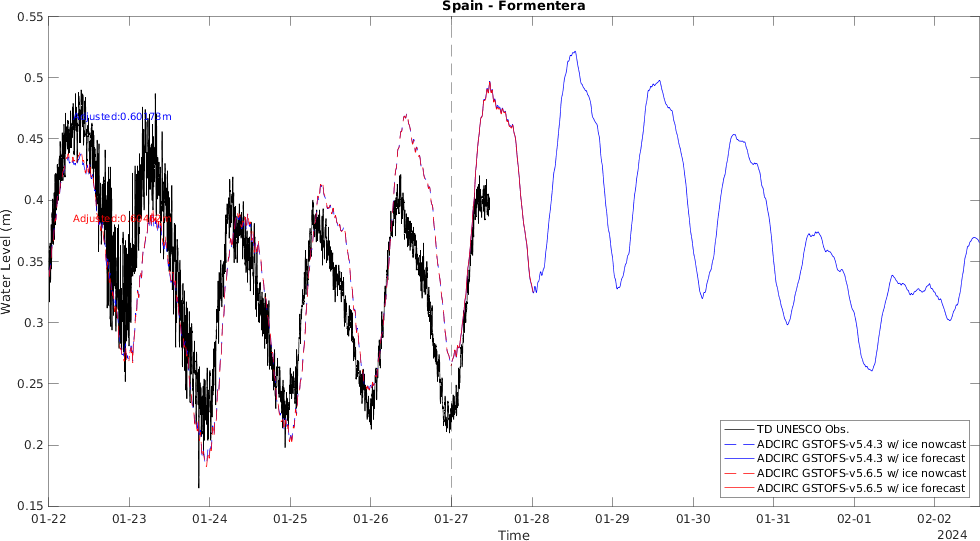 Spain - Formentera
Water Level (m)
0.55
0.5
0.45
0.4
0.35
0.3
0.25
0.2
0.15
01-22
01-23
01-24
01-25
01-26
01-27
01-28
01-29
01-30
01-31
02-01
02-02
2024
Time
TD UNESCO Obs.
ADCIRC GSTOFS-v5.4.3 w/ ice nowcast
ADCIRC GSTOFS-v5.4.3 w/ ice forecast
ADCIRC GSTOFS-v5.6.5 w/ ice nowcast
ADCIRC GSTOFS-v5.6.5 w/ ice forecast